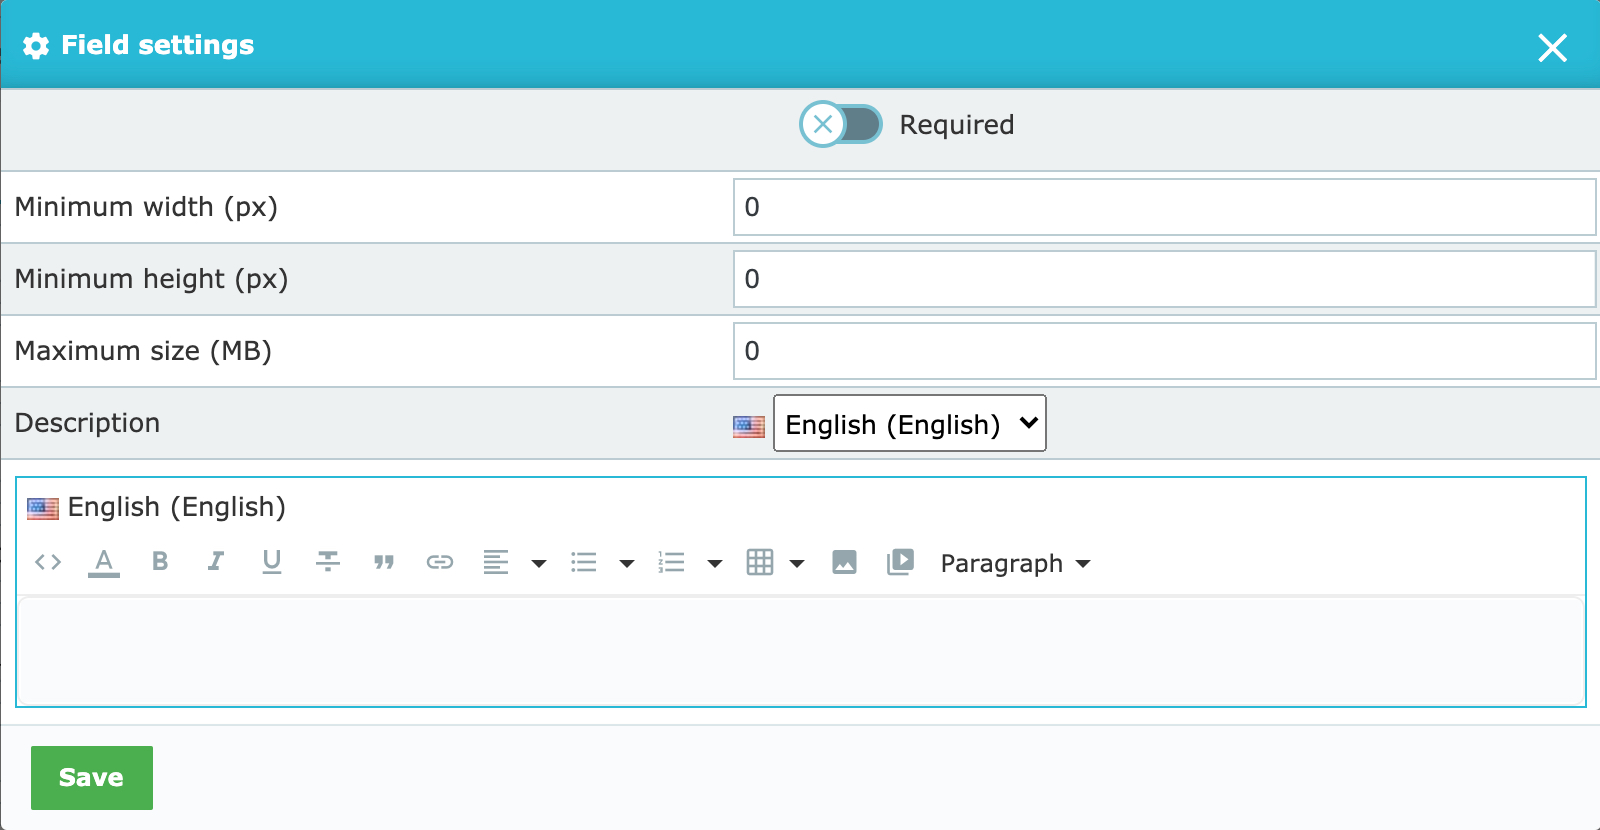 Field settings
Required
Minimum width (px) 0
Minimum height (px) 0
Maximum size (MB) 0
Description English (English)
English (English)
A B I U Paragraph
Save